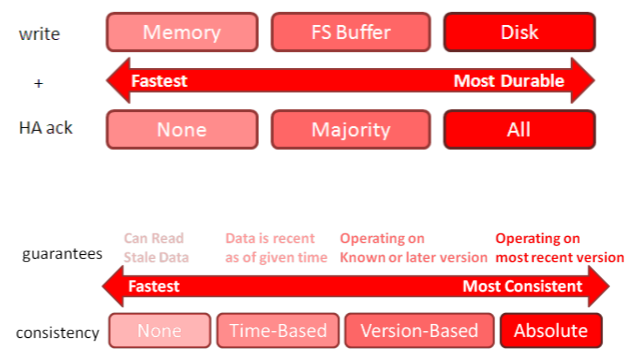 write Memory FS Buffer Disk
+ Fastest Most Durable
HA ack None Majority All
Can Read Data is recent Operating on Operating on
guarantees Stale Data as of given time Known or later version most recent version
Fastest Most Consistent
consistency None Time-Based Version-Based Absolute